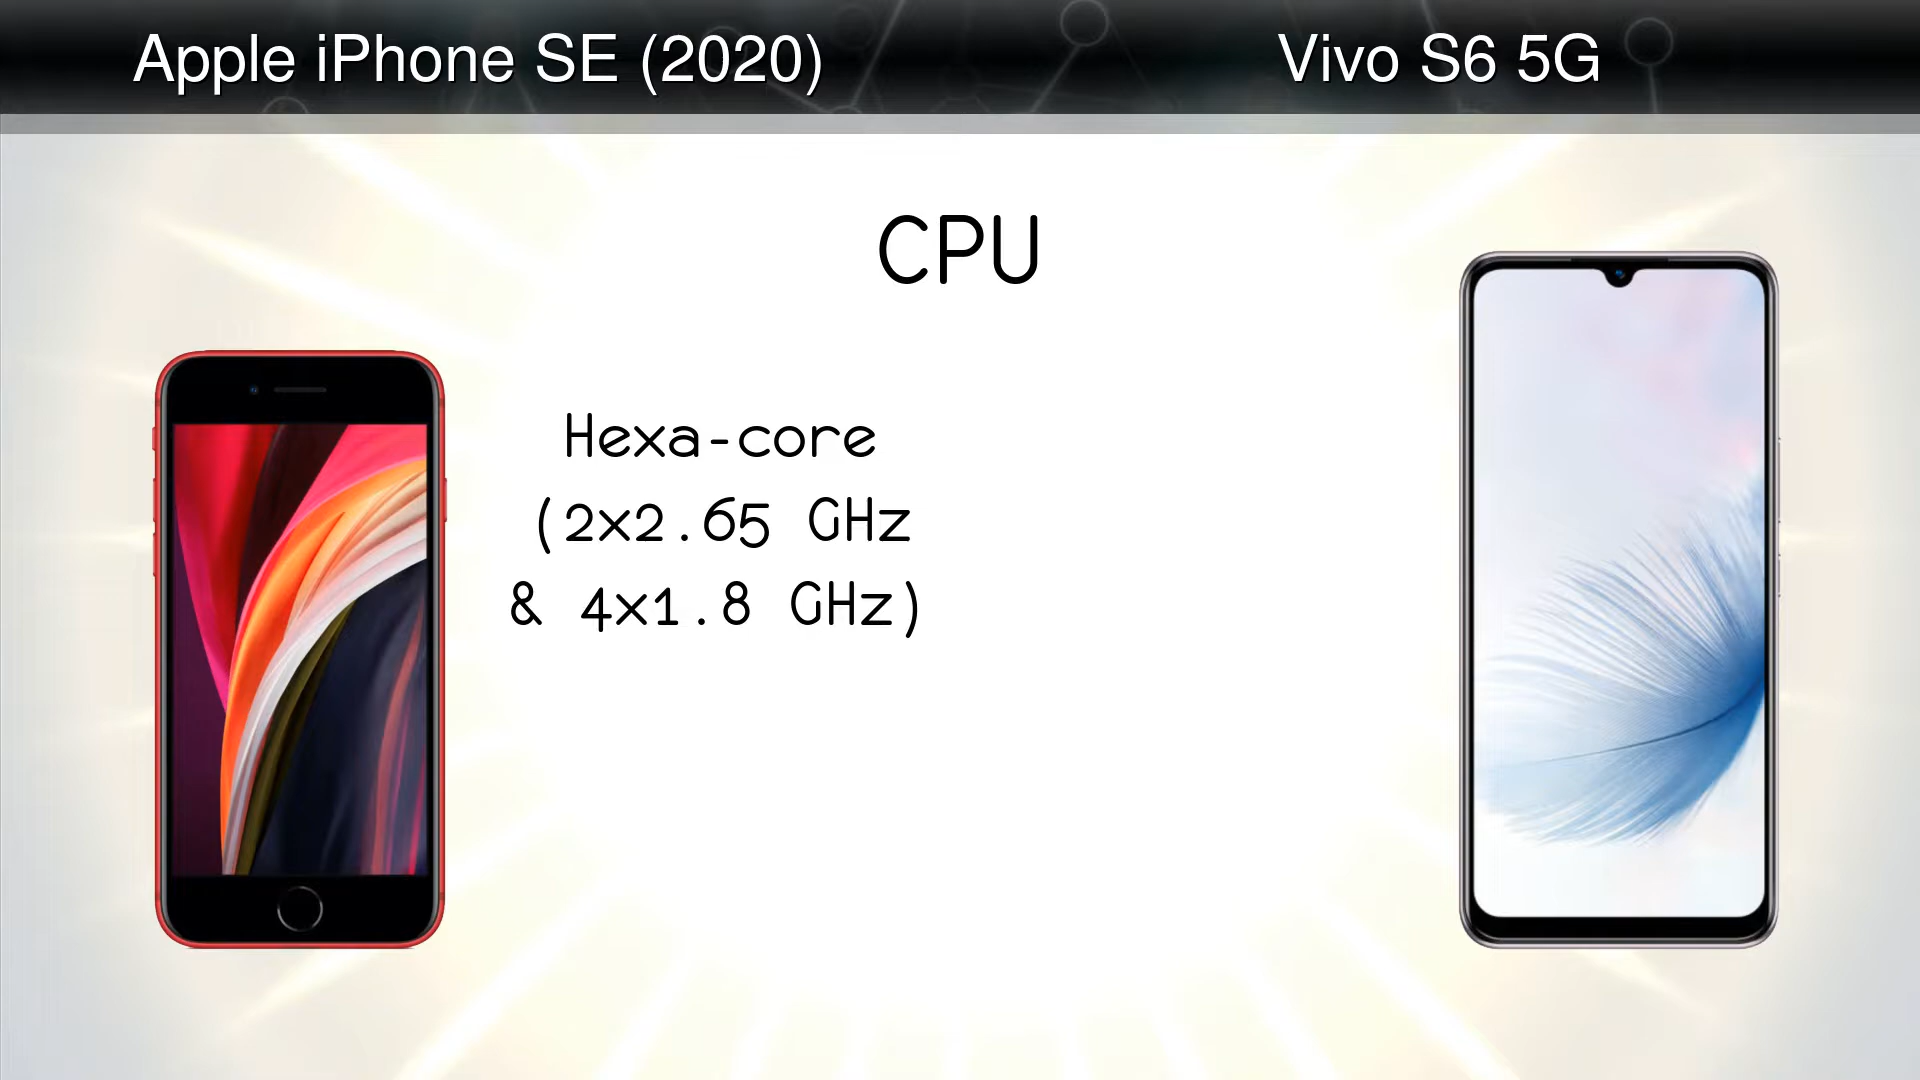 Apple iPhone SE (2020)
Vivo S6 5G
CPU
Hexa-core
(2x2.65 GHz
& 4x1.8 GHz)